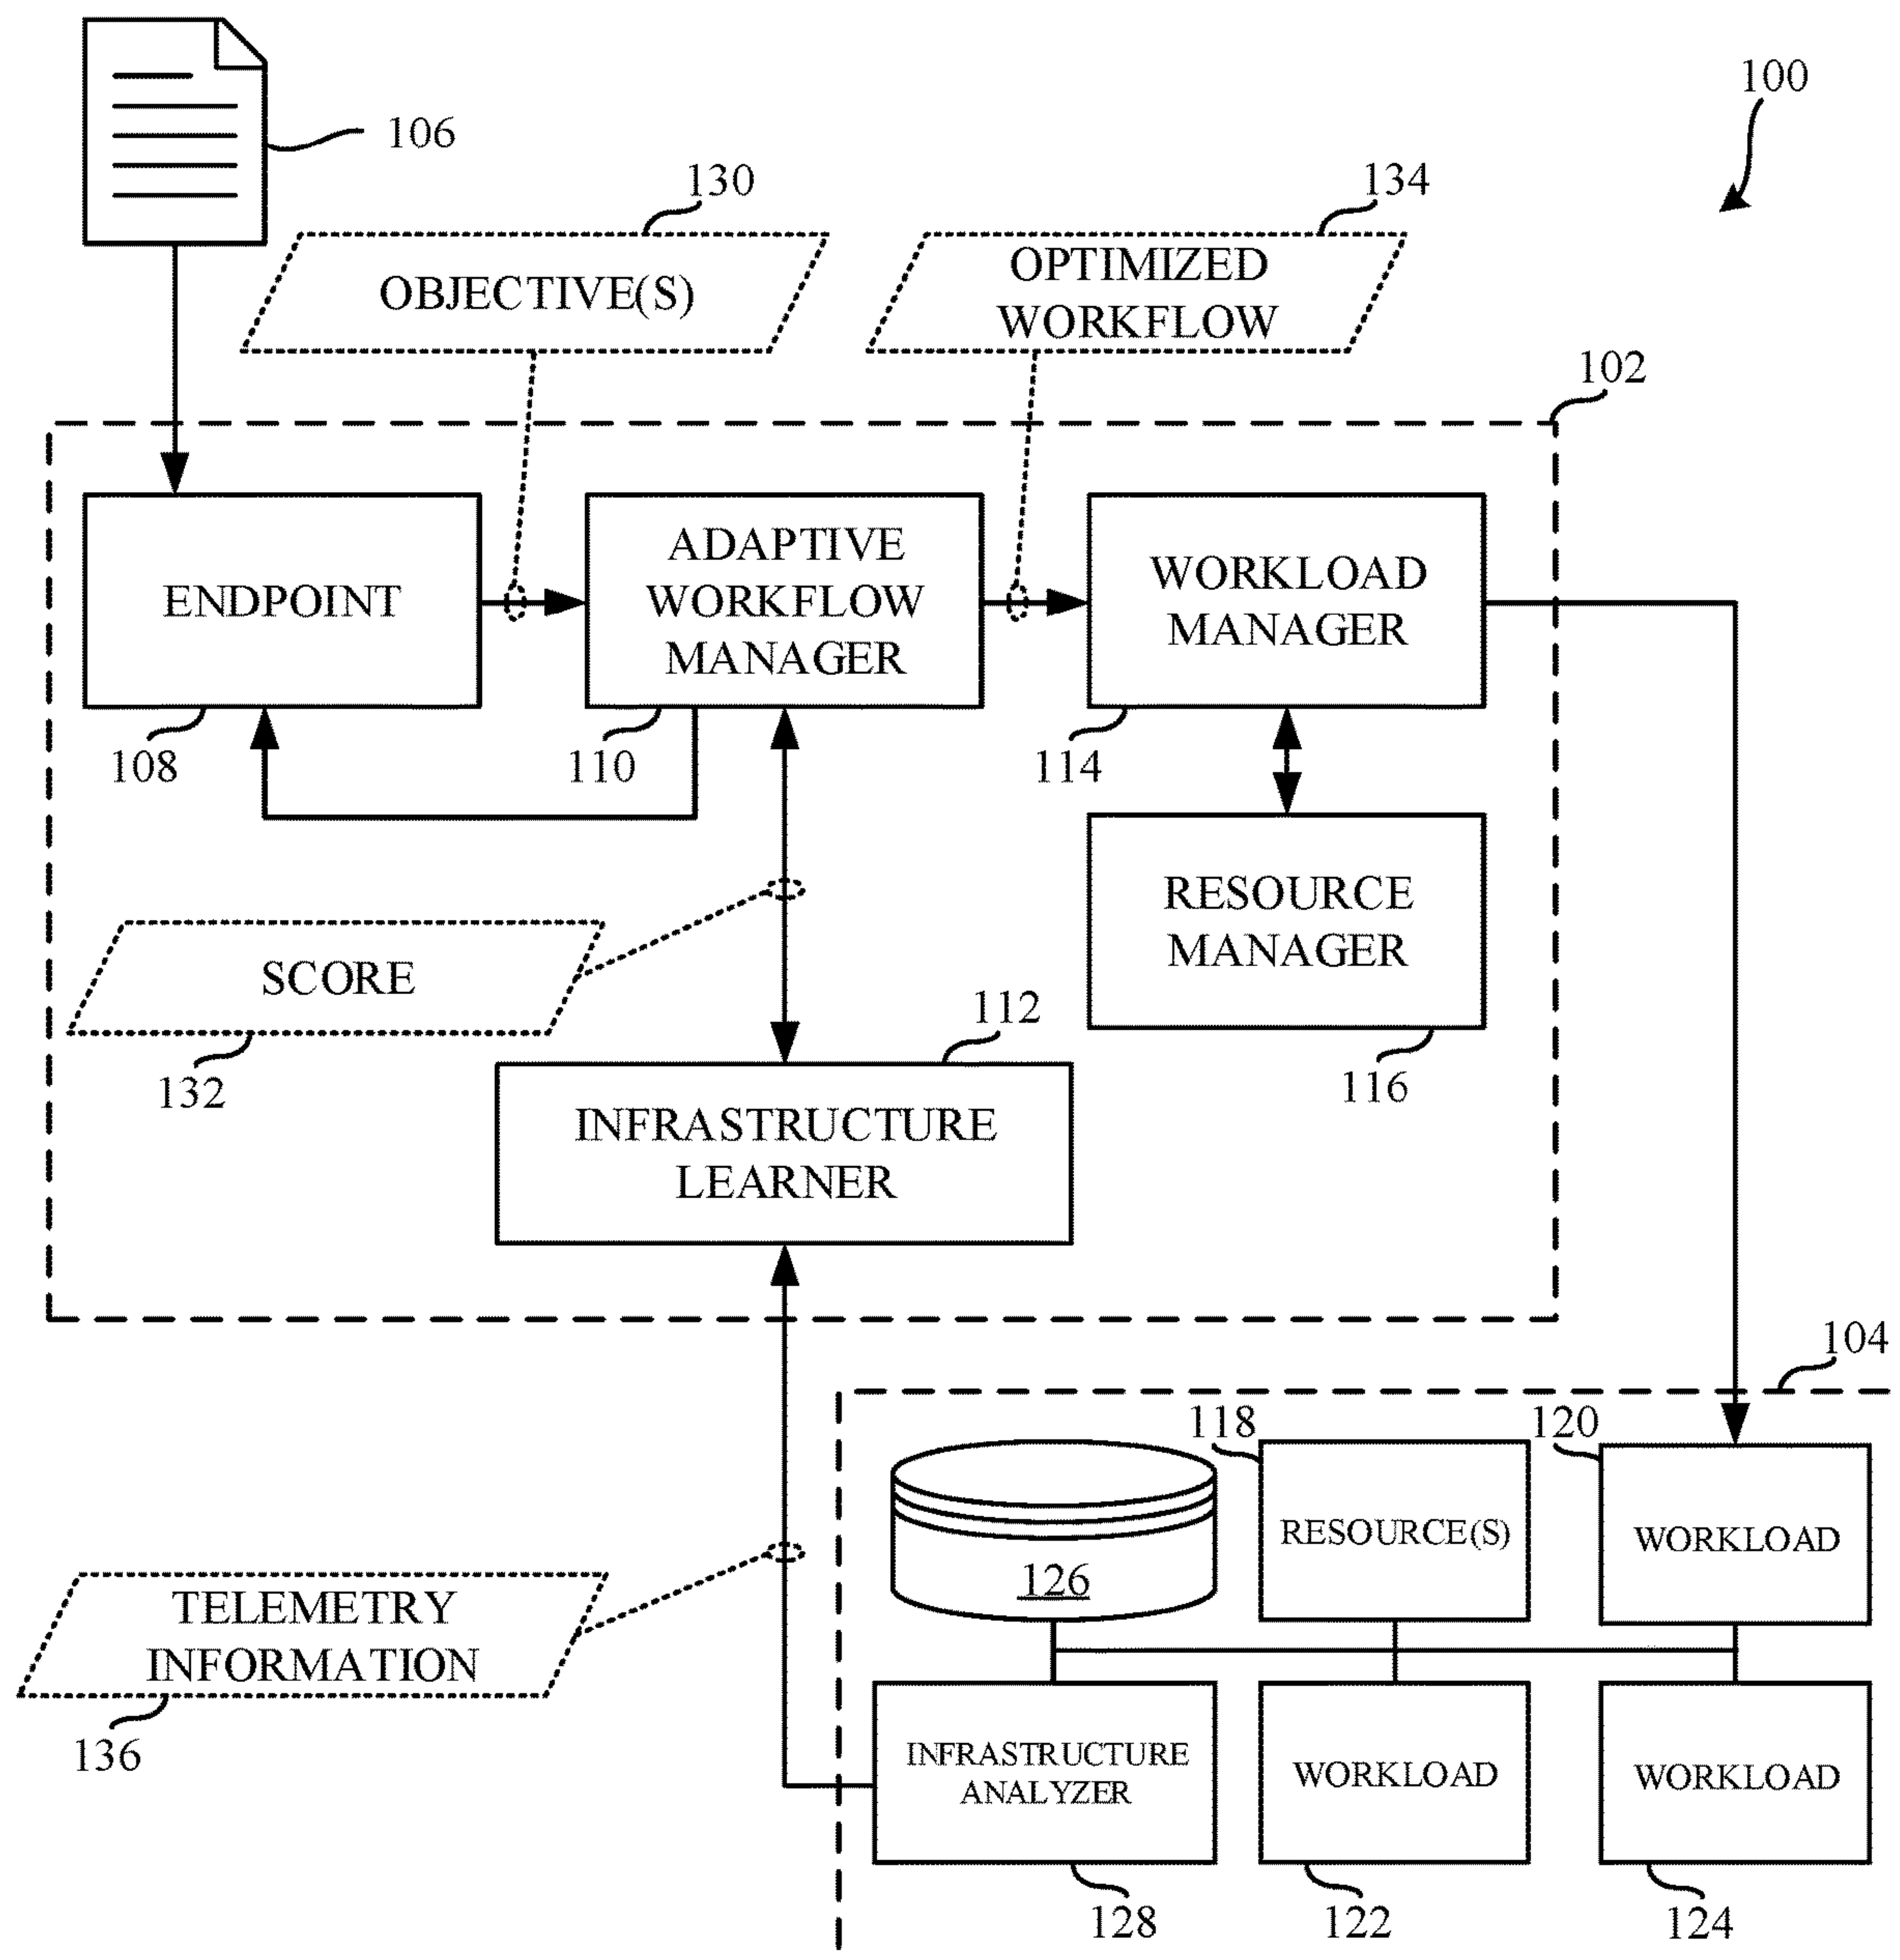 100
106
130
134
OBJECTIVE(S)
OPTIMIZED
WORKFLOW
102
ENDPOINT
ADAPTIVE
WORKFLOW
MANAGER
WORKLOAD
MANAGER
108
110
114
RESOURCE
MANAGER
SCORE
132
112
116
INFRASTRUCTURE
LEARNER
104
118
120
126
RESOURCE(S)
WORKLOAD
TELEMETRY
INFORMATION
136
INFRASTRUCTURE
ANALYZER
WORKLOAD
WORKLOAD
128
122
124